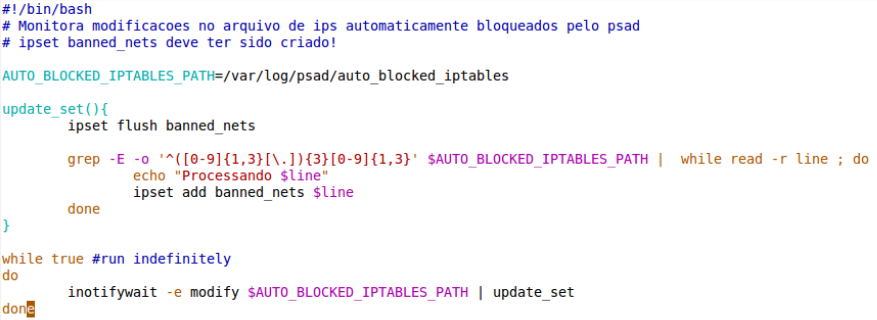 #!/bin/bash
# Monitora modificacoes no arquivo de ips automaticamente bloqueados pelo psad
# ipset banned_nets deve ter sido criado!

AUTO_BLOCKED_IPTABLES_PATH=/var/log/psad/auto_blocked_iptables

update_set(){
        ipset flush banned_nets

        grep -E -o '^([0-9]{1,3}[\.]){3}[0-9]{1,3}' $AUTO_BLOCKED_IPTABLES_PATH |  while read -r line ; do
                echo "Processando $line"
                ipset add banned_nets $line
        done
}

while true #run indefinitely
do
        inotifywait -e modify $AUTO_BLOCKED_IPTABLES_PATH | update_set
done